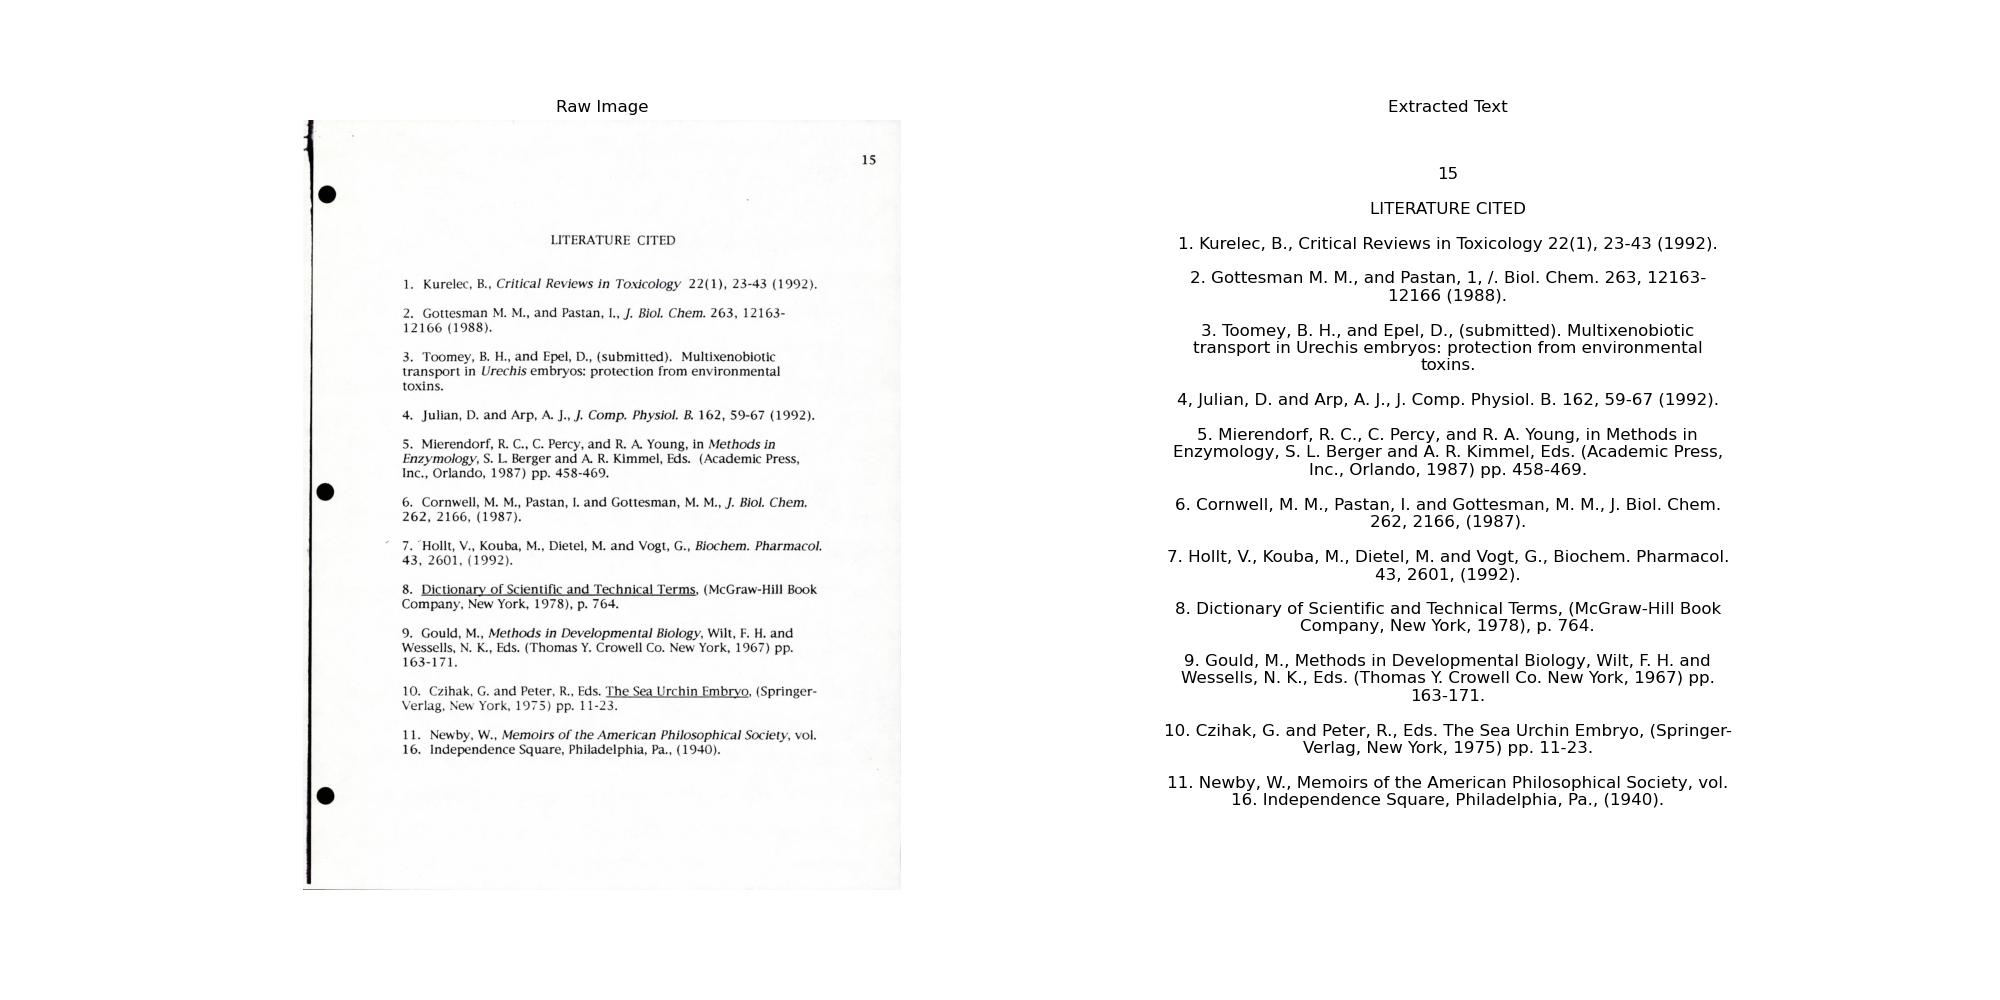 Raw Image
15
LITERATURE CITED
1. Kurelec, B., Critical Reviews in Toxicology 22(1), 23-43 (1992).
2. Gottesman M. M., and Pastan, I., J. Biol. Chem. 263, 12163-
12166 (1988).
3. Toomey, B. H., and Epel, D., (submitted). Multixenobiotic
transport in Urechis embryos: protection from environmental
toxins.
4. Julian, D. and Arp, A. J., J. Comp. Physiol. B. 162, 59-67 (1992).
5. Mierendorf, R. C., C. Percy, and R. A. Young, in Methods in
Enzymology, S. L. Berger and A. R. Kimmel, Eds. (Academic Press,
Inc., Orlando, 1987) pp. 458-469.
6. Cornwell, M. M., Pastan, I. and Gottesman, M. M., J. Biol. Chem.
262, 2166, (1987).
7. Hollt, V., Kouba, M., Dietel, M. and Vogt, G., Biochem. Pharmacol.
43, 2601, (1992).
8. Dictionary of Scientific and Technical Terms, (McGraw-Hill Book
Company, New York, 1978), p. 764.
9. Gould, M., Methods in Developmental Biology, Wilt, F. H. and
Wessells, N. K., Eds. (Thomas Y. Crowell Co. New York, 1967) pp.
163-171.
10. Czihak, G. and Peter, R., Eds. The Sea Urchin Embryo, (Springer-
Verlag, New York, 1975) pp. 11-23.
11. Newby, W., Memoirs of the American Philosophical Society, vol.
16. Independence Square, Philadelphia, Pa., (1940).
Extracted Text
15
LITERATURE CITED
1. Kurelec, B., Critical Reviews in Toxicology 22(1), 23-43 (1992).
2. Gottesman M. M., and Pastan, 1, /. Biol. Chem. 263, 12163-
12166 (1988).
3. Toomey, B. H., and Epel, D., (submitted). Multixenobiotic
transport in Urechis embryos: protection from environmental
toxins.
4, Julian, D. and Arp, A. J., J. Comp. Physiol. B. 162, 59-67 (1992).
5. Mierendorf, R. C., C. Percy, and R. A. Young, in Methods in
Enzymology, S. L. Berger and A. R. Kimmel, Eds. (Academic Press,
Inc., Orlando, 1987) pp. 458-469.
6. Cornwell, M. M., Pastan, I. and Gottesman, M. M., J. Biol. Chem.
262, 2166, (1987).
7. Hollt, V., Kouba, M., Dietel, M. and Vogt, G., Biochem. Pharmacol.
43, 2601, (1992).
8. Dictionary of Scientific and Technical Terms, (McGraw-Hill Book
Company, New York, 1978), p. 764.
9. Gould, M., Methods in Developmental Biology, Wilt, F. H. and
Wessells, N. K., Eds. (Thomas Y. Crowell Co. New York, 1967) pp.
163-171.
10. Czihak, G. and Peter, R., Eds. The Sea Urchin Embryo, (Springer-
Verlag, New York, 1975) pp. 11-23.
11. Newby, W., Memoirs of the American Philosophical Society, vol.
16. Independence Square, Philadelphia, Pa., (1940).